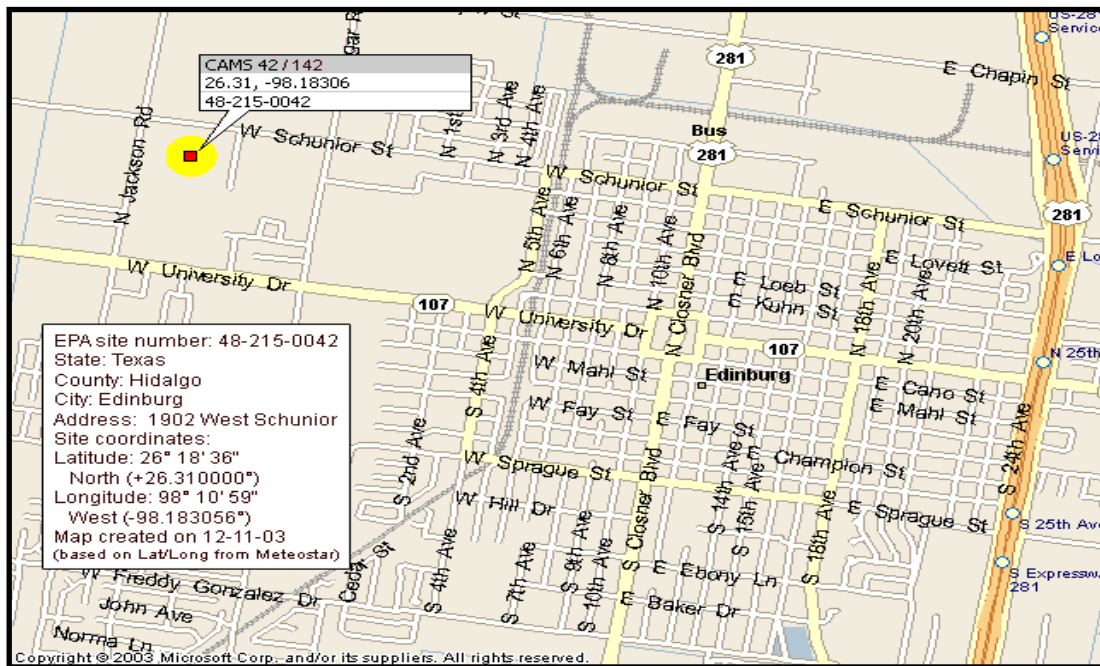 W Chapin St
US-281
Service
281
E Chapin St
CAMS 42/142
26.31, -98.18306
48-215-0042
N Jackson Rd
W Schunior St
N 1st
N 3rd Ave
N 4th Ave
Bus
281
US-28
Servi
W Schunior St
E Schunior St
281
N 5th Ave
N 6th Ave
N 8th Ave
N 10th Ave
N Closner Blvd
E Lovett St
E Lo
W University Dr
E Loeb St
E Kuhn St
N 18th Ave
N 20th Ave
107
W University Dr
107
N 25th
EPA site number: 48-215-0042
State: Texas
County: Hidalgo
City: Edinburg
Address: 1902 West Schunior
Site coordinates:
Latitude: 26° 18' 36"
North (+26.310000°)
Longitude: 98° 10' 59"
West (-98.183056°)
Map created on 12-11-03
(based on Lat/Long from Meteostar)
S 4th Ave
W Mahl St
Edinburg
E Cano St
E Mahl St
W Fay St
E Fay St
S 2nd Ave
W Sprague St
E Champion St
S 24th Ave
W Hill Dr
S Closner Blvd
S 14th Ave
S 15th Ave
E Sprague St
S 25th Ave
S 4th Ave
S 7th Ave
S 9th Ave
S 10th Ave
S 18th Ave
E Ebony Ln
S Expressw
281
W Freddy Gonzalez Dr
Cedar St
E Baker Dr
John Ave
Norma Ln
Copyright © 2003 Microsoft Corp. and/or its suppliers. All rights reserved.